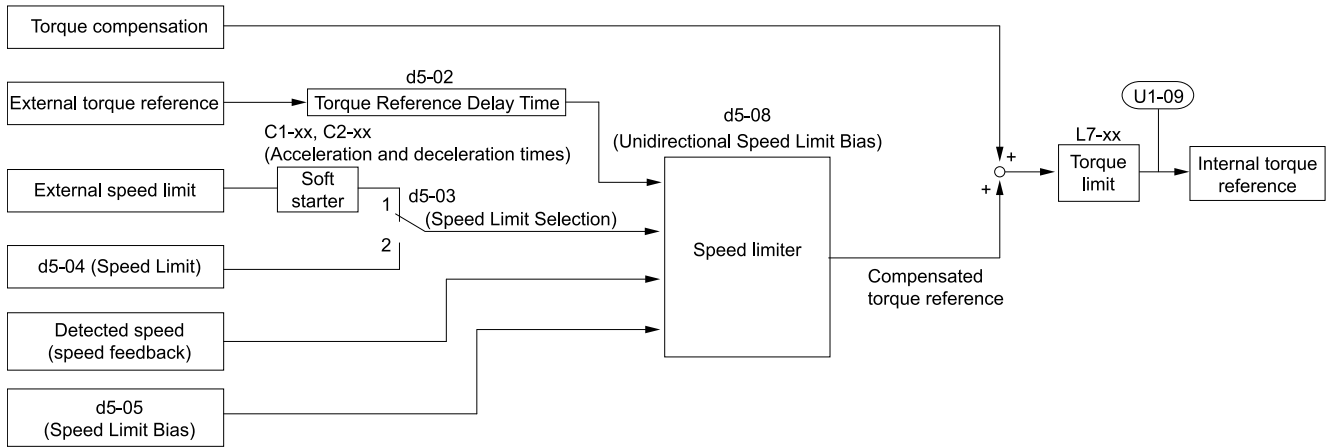 Torque compensation
External torque reference
d5-02
Torque Reference Delay Time
C1-xx, C2-xx
(Acceleration and deceleration times)
External speed limit
Soft
starter
1
2
d5-03
(Speed Limit Selection)
d5-04 (Speed Limit)
Detected speed
(speed feedback)
d5-05
(Speed Limit Bias)
d5-08
(Unidirectional Speed Limit Bias)
Speed limiter
Compensated
torque reference
+
+
L7-xx
Torque
limit
U1-09
Internal torque
reference